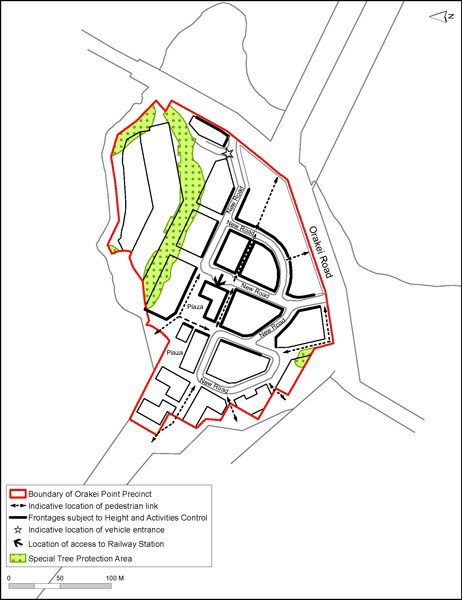 N
Orakei Road
New Road
New Road
New Road
Plaza
New Road
Plaza
New Road
Boundary of Orakei Point Precinct
Indicative location of pedestrian link
Frontages subject to Height and Activities Control
Indicative location of vehicle entrance
Location of access to Railway Station
Special Tree Protection Area
0 50 100 M